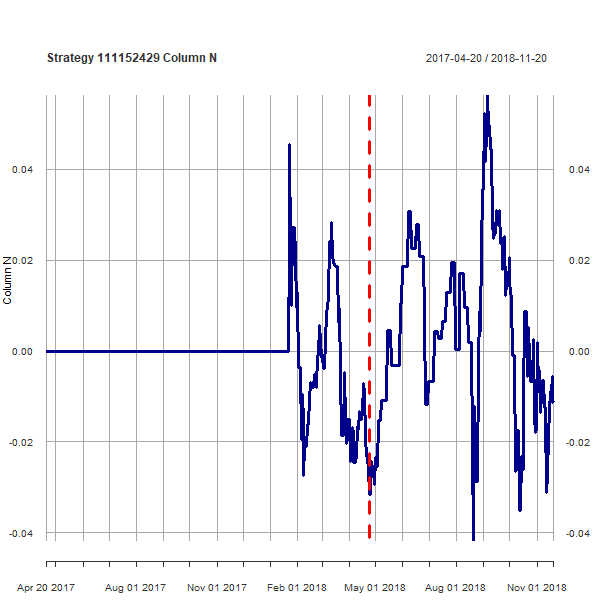 Strategy 111152429 Column N 2017-04-20 / 2018-11-20
0.04 0.04
0.02 0.02
Column N
0.00 0.00
-0.02 -0.02
-0.04 -0.04
Apr 20 2017 Aug 01 2017 Nov 01 2017 Feb 01 2018 May 01 2018 Aug 01 2018 Nov 01 2018